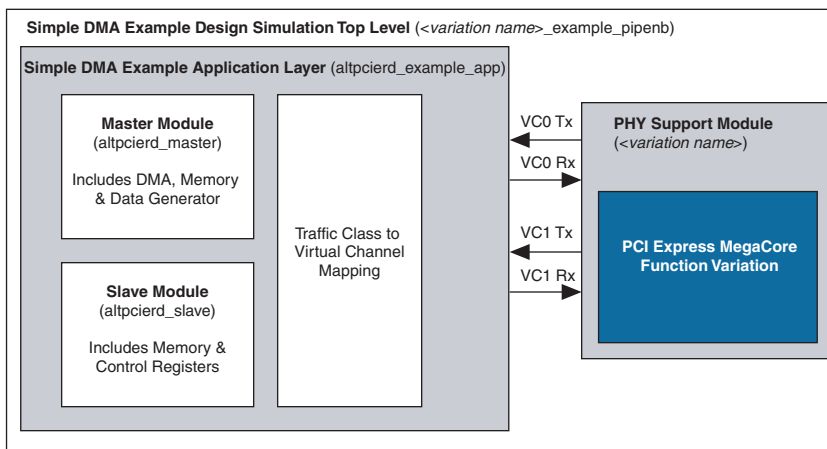 Simple DMA Example Design Simulation Top Level (<variation name>_example_pipenb)
Simple DMA Example Application Layer (altpcierd_example_app)
Master Module
(altpcierd_master)
Includes DMA, Memory
& Data Generator
Slave Module
(altpcierd_slave)
Includes Memory &
Control Registers
Traffic Class to
Virtual Channel
Mapping
VC0 Tx
VC0 Rx
VC1 Tx
VC1 Rx
PHY Support Module
(<variation name>)
PCI Express MegaCore
Function Variation